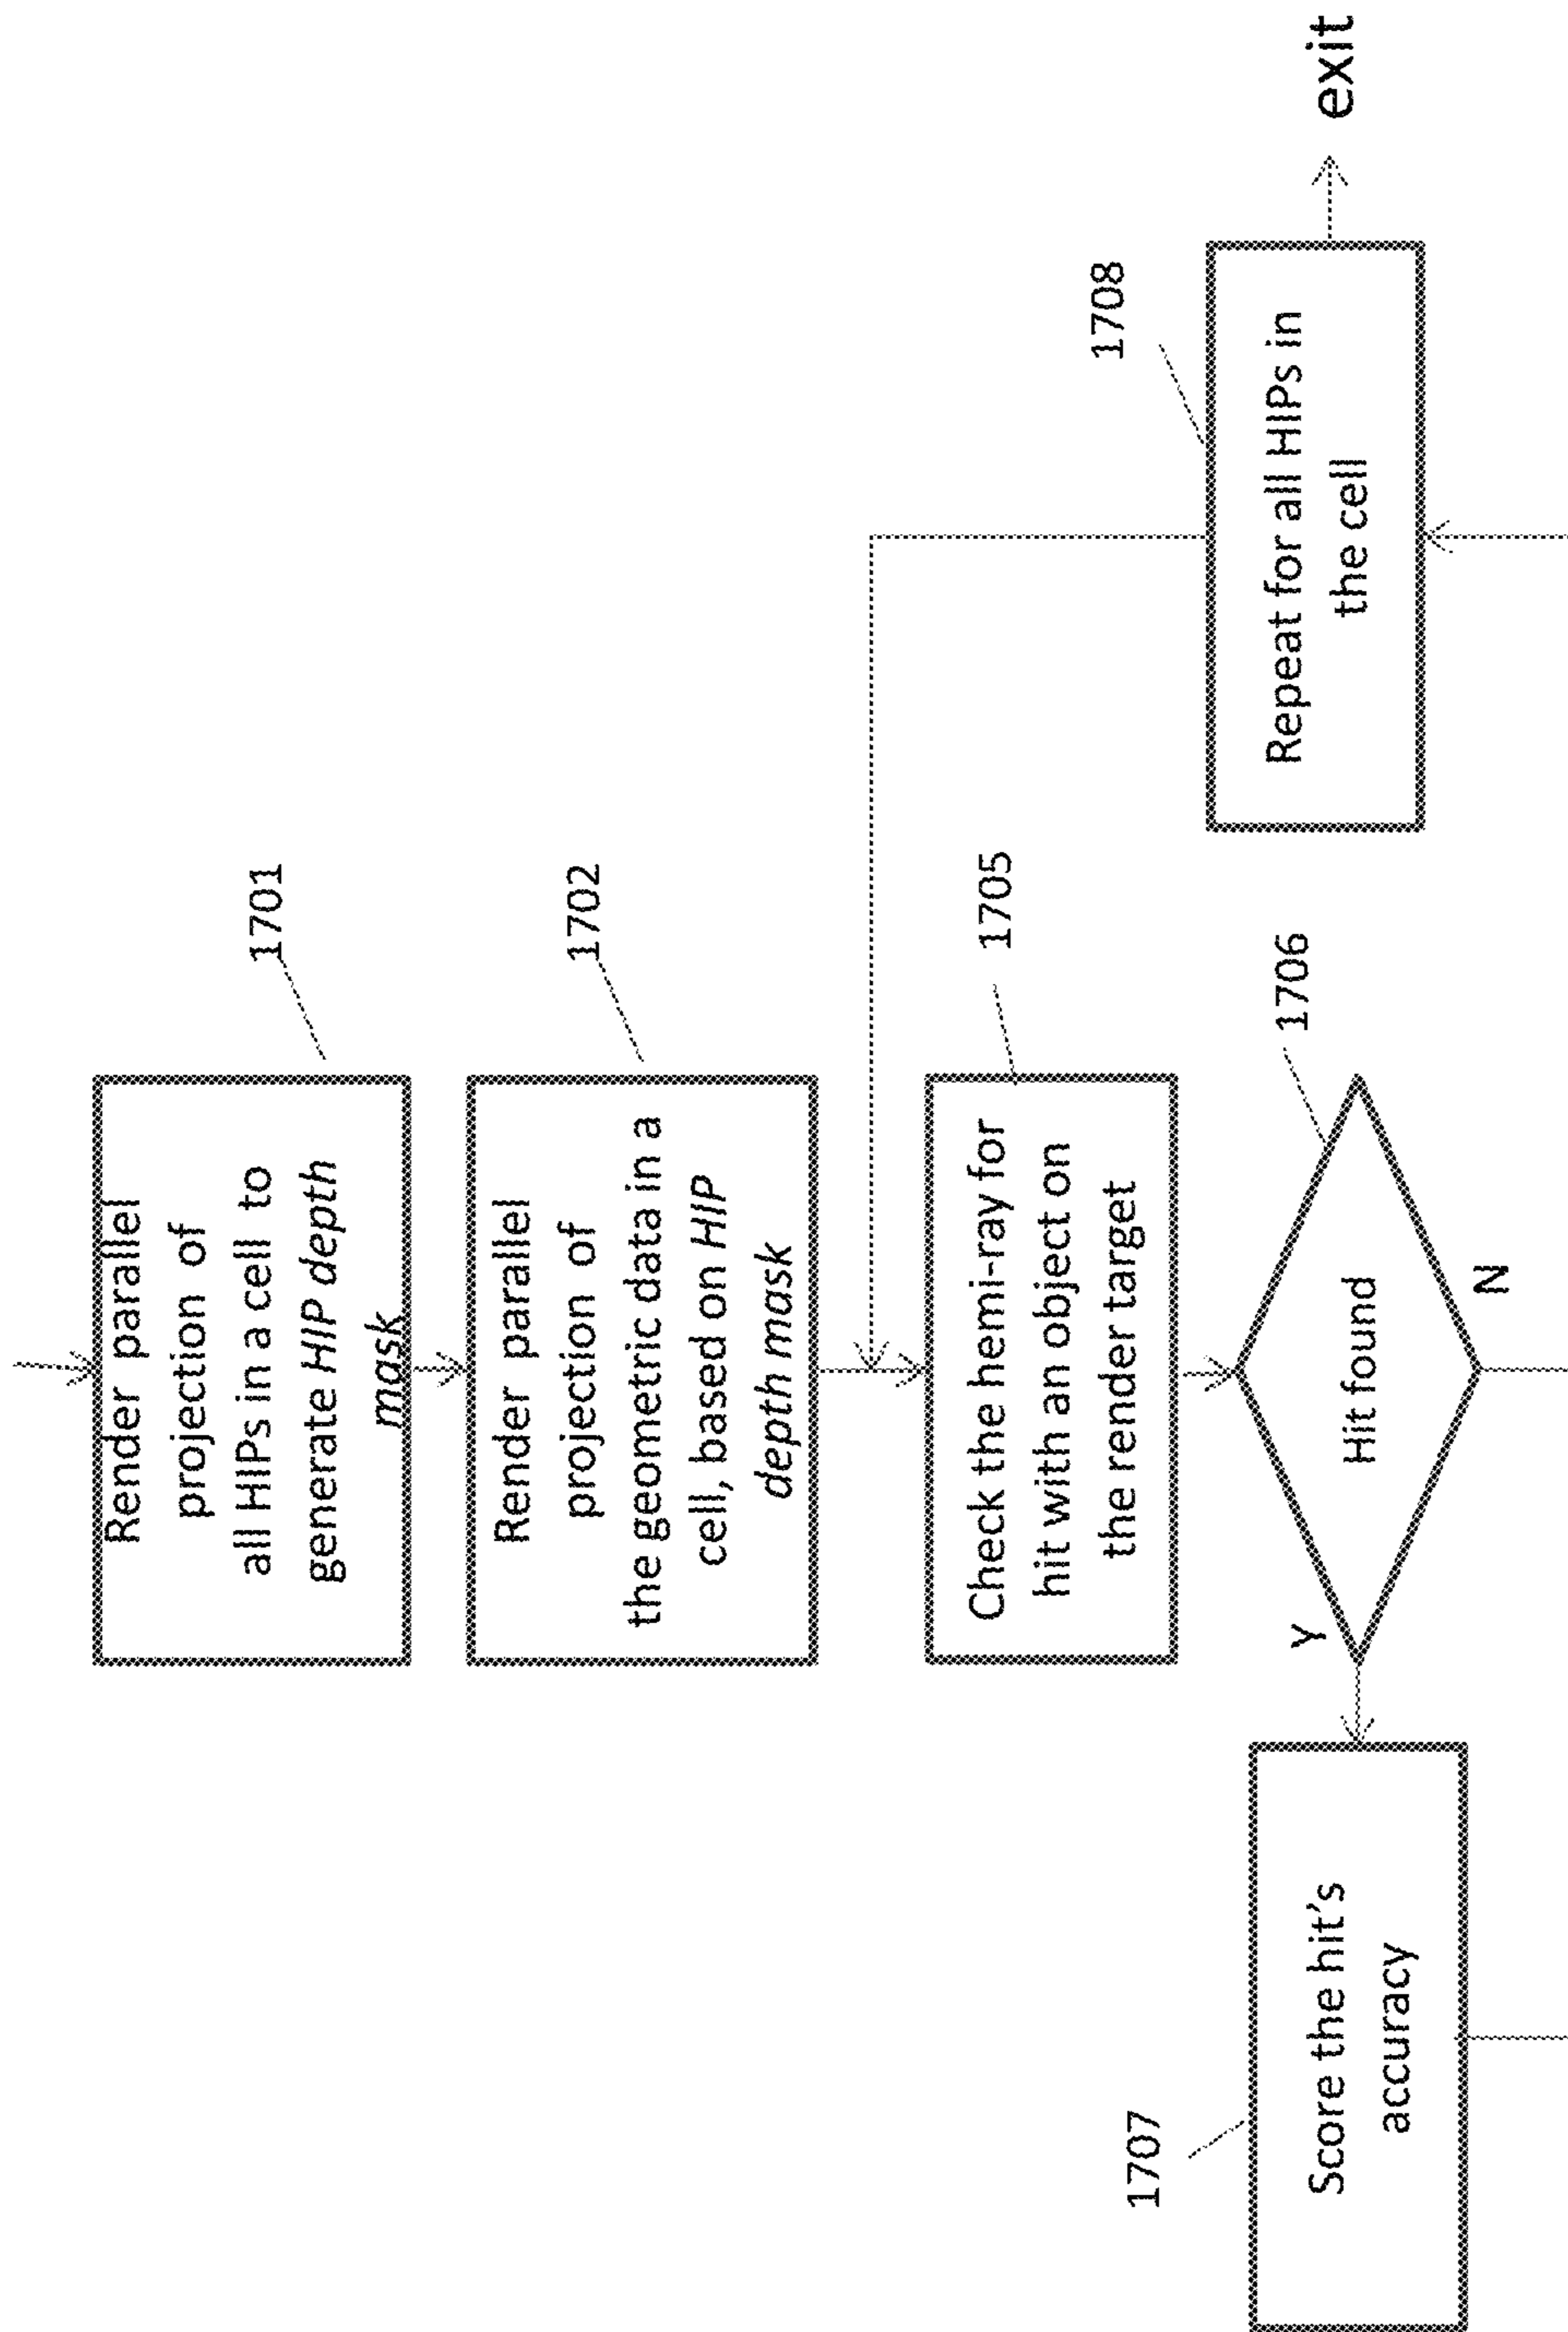 Render parallel
projection of
all HIPs in a cell to
generate HIP depth
mask
1701
Render parallel
projection of
the geometric data in a
cell, based on HIP
depth mask
1702
Check the hemi-ray for
hit with an object on
the render target
1705
Hit found
1706
Y
N
Score the hit's
accuracy
1707
Repeat for all HIPs in
the cell
1708
exit